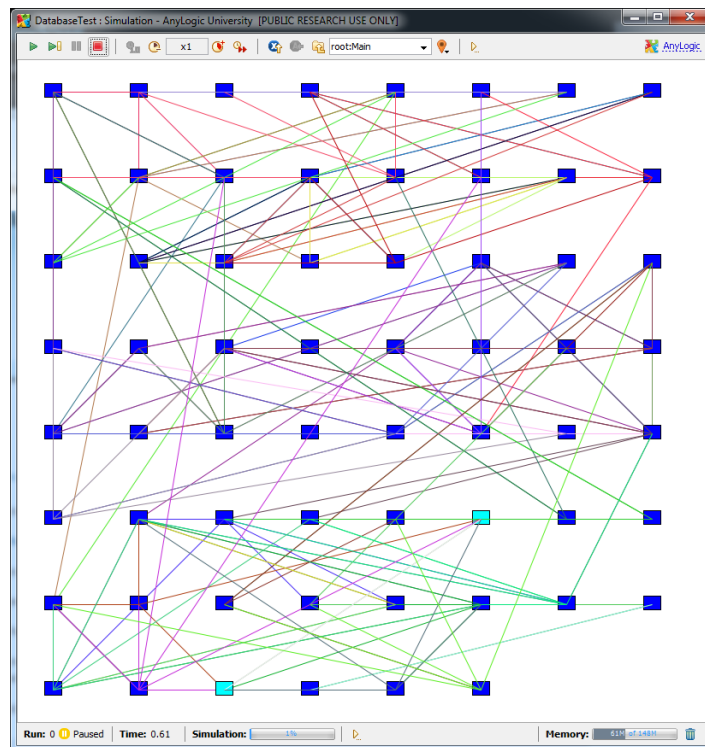 DatabaseTest : Simulation - AnyLogic University [PUBLIC RESEARCH USE ONLY]
x1 root:Main AnyLogic
Run: 0 Paused Time: 0.61 Simulation: 1% Memory: 61M of 148M